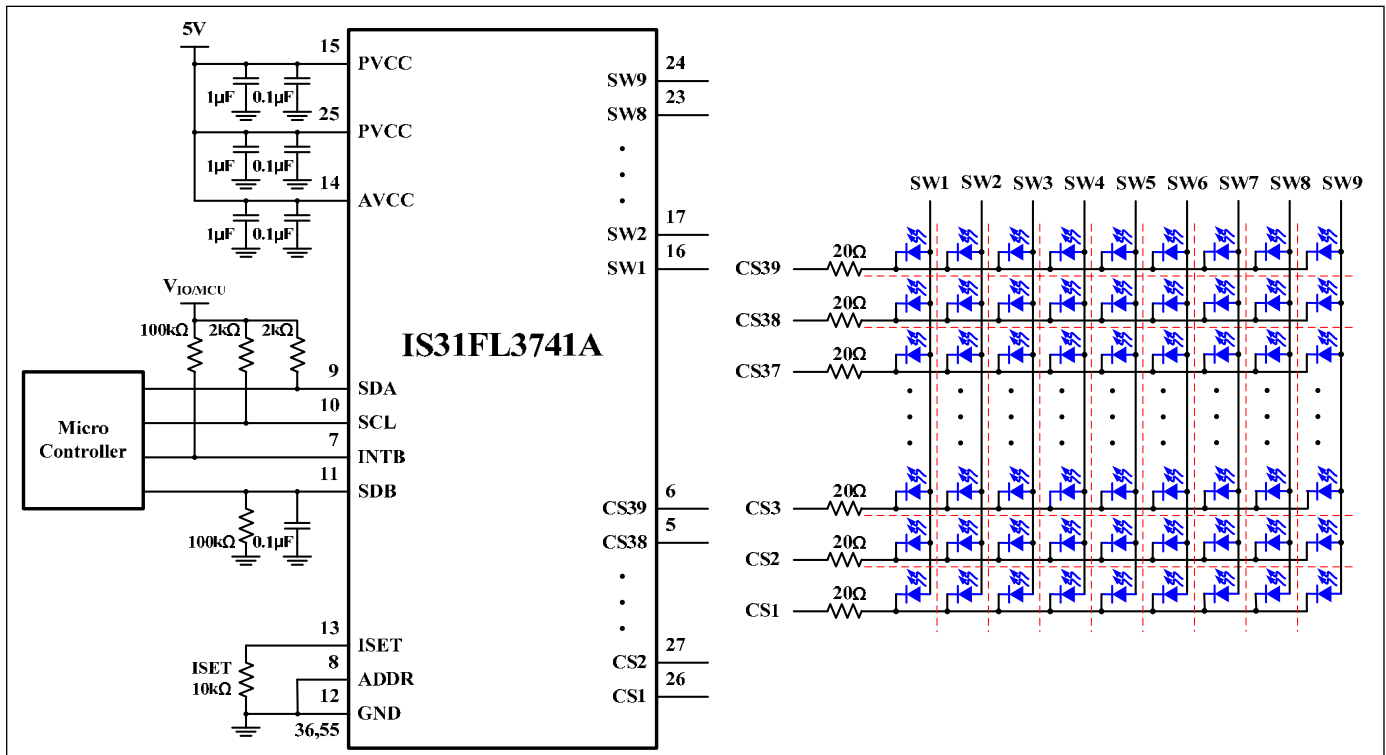 5V
15
PVCC
1μF 0.1μF
25
PVCC
1μF 0.1μF
14
AVCC
1μF 0.1μF
V_IO/MCU
100kΩ 2kΩ 2kΩ
Micro
Controller
9
SDA
10
SCL
7
INTB
11
SDB
100kΩ 0.1μF
13
ISET
ISET
10kΩ
8
ADDR
12
GND
36,55
IS31FL3741A
24
SW9
23
SW8
17
SW2
16
SW1
6
CS39
5
CS38
27
CS2
26
CS1
SW1 SW2 SW3 SW4 SW5 SW6 SW7 SW8 SW9
20Ω
CS39
20Ω
CS38
20Ω
CS37
20Ω
CS3
20Ω
CS2
20Ω
CS1